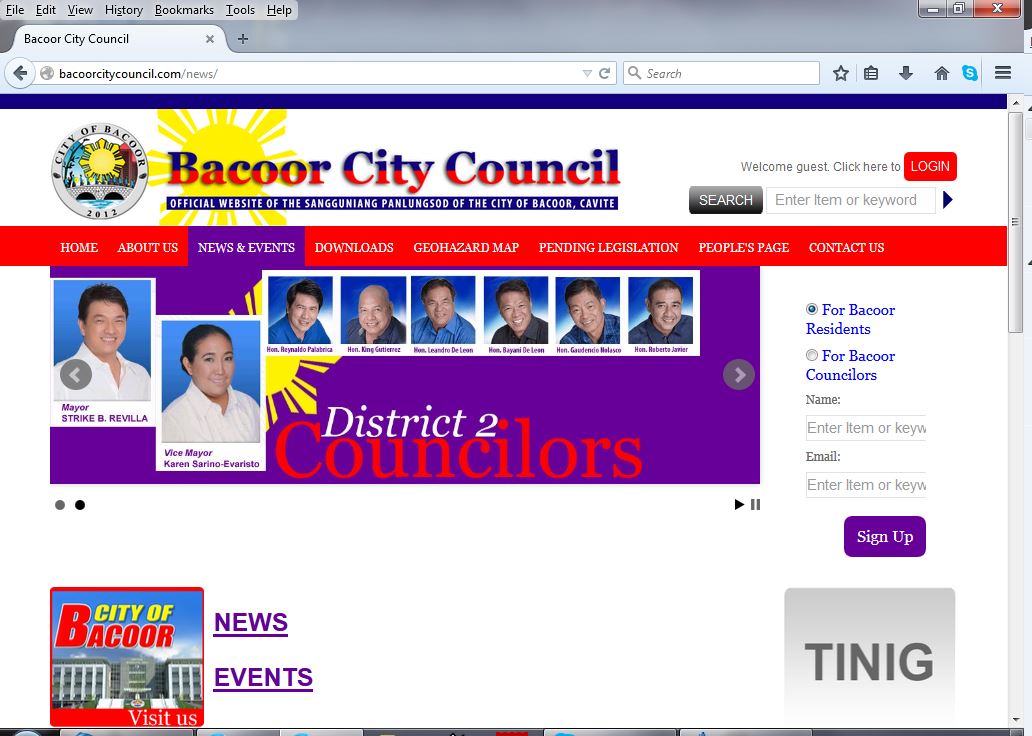 File Edit View History Bookmarks Tools Help
Bacoor City Council
bacoorcitycouncil.com/news/
Search
CITY OF BACOOR
2012
Bacoor City Council
OFFICIAL WEBSITE OF THE SANGGUNIANG PANLUNGSOD OF THE CITY OF BACOOR, CAVITE
Welcome guest. Click here to LOGIN
SEARCH Enter Item or keyword
HOME ABOUT US NEWS & EVENTS DOWNLOADS GEOHAZARD MAP PENDING LEGISLATION PEOPLE'S PAGE CONTACT US
Hon. Reynaldo Palabrica Hon. King Gutierrez Hon. Leandro De Leon Hon. Bayani De Leon Hon. Gaudencio Nolasco Hon. Roberto Javier
Mayor
STRIKE B. REVILLA
Vice Mayor
Karen Sarino-Evaristo
District 2
Councilors
For Bacoor
Residents
For Bacoor
Councilors
Name:
Enter Item or keyw
Email:
Enter Item or keyw
Sign Up
CITY OF
BACOOR
Visit us
NEWS
EVENTS
TINIG